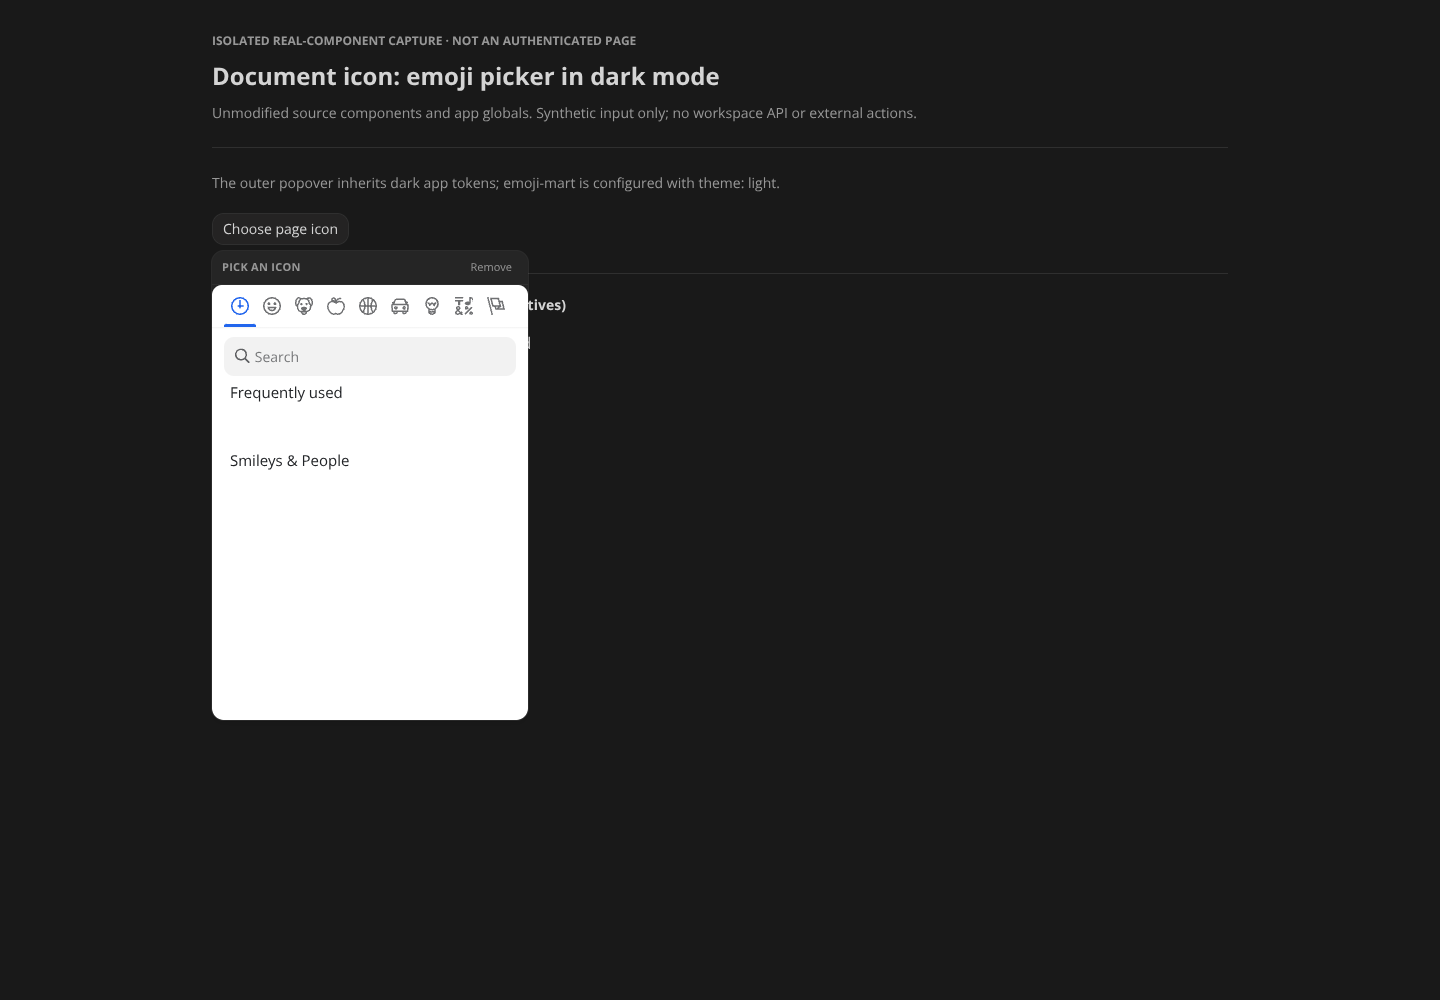 ISOLATED REAL-COMPONENT CAPTURE · NOT AN AUTHENTICATED PAGE
Document icon: emoji picker in dark mode
Unmodified source components and app globals. Synthetic input only; no workspace API or external actions.
The outer popover inherits dark app tokens; emoji-mart is configured with theme: light.
Choose page icon
PICK AN ICON Remove
Search
Frequently used
Smileys & People